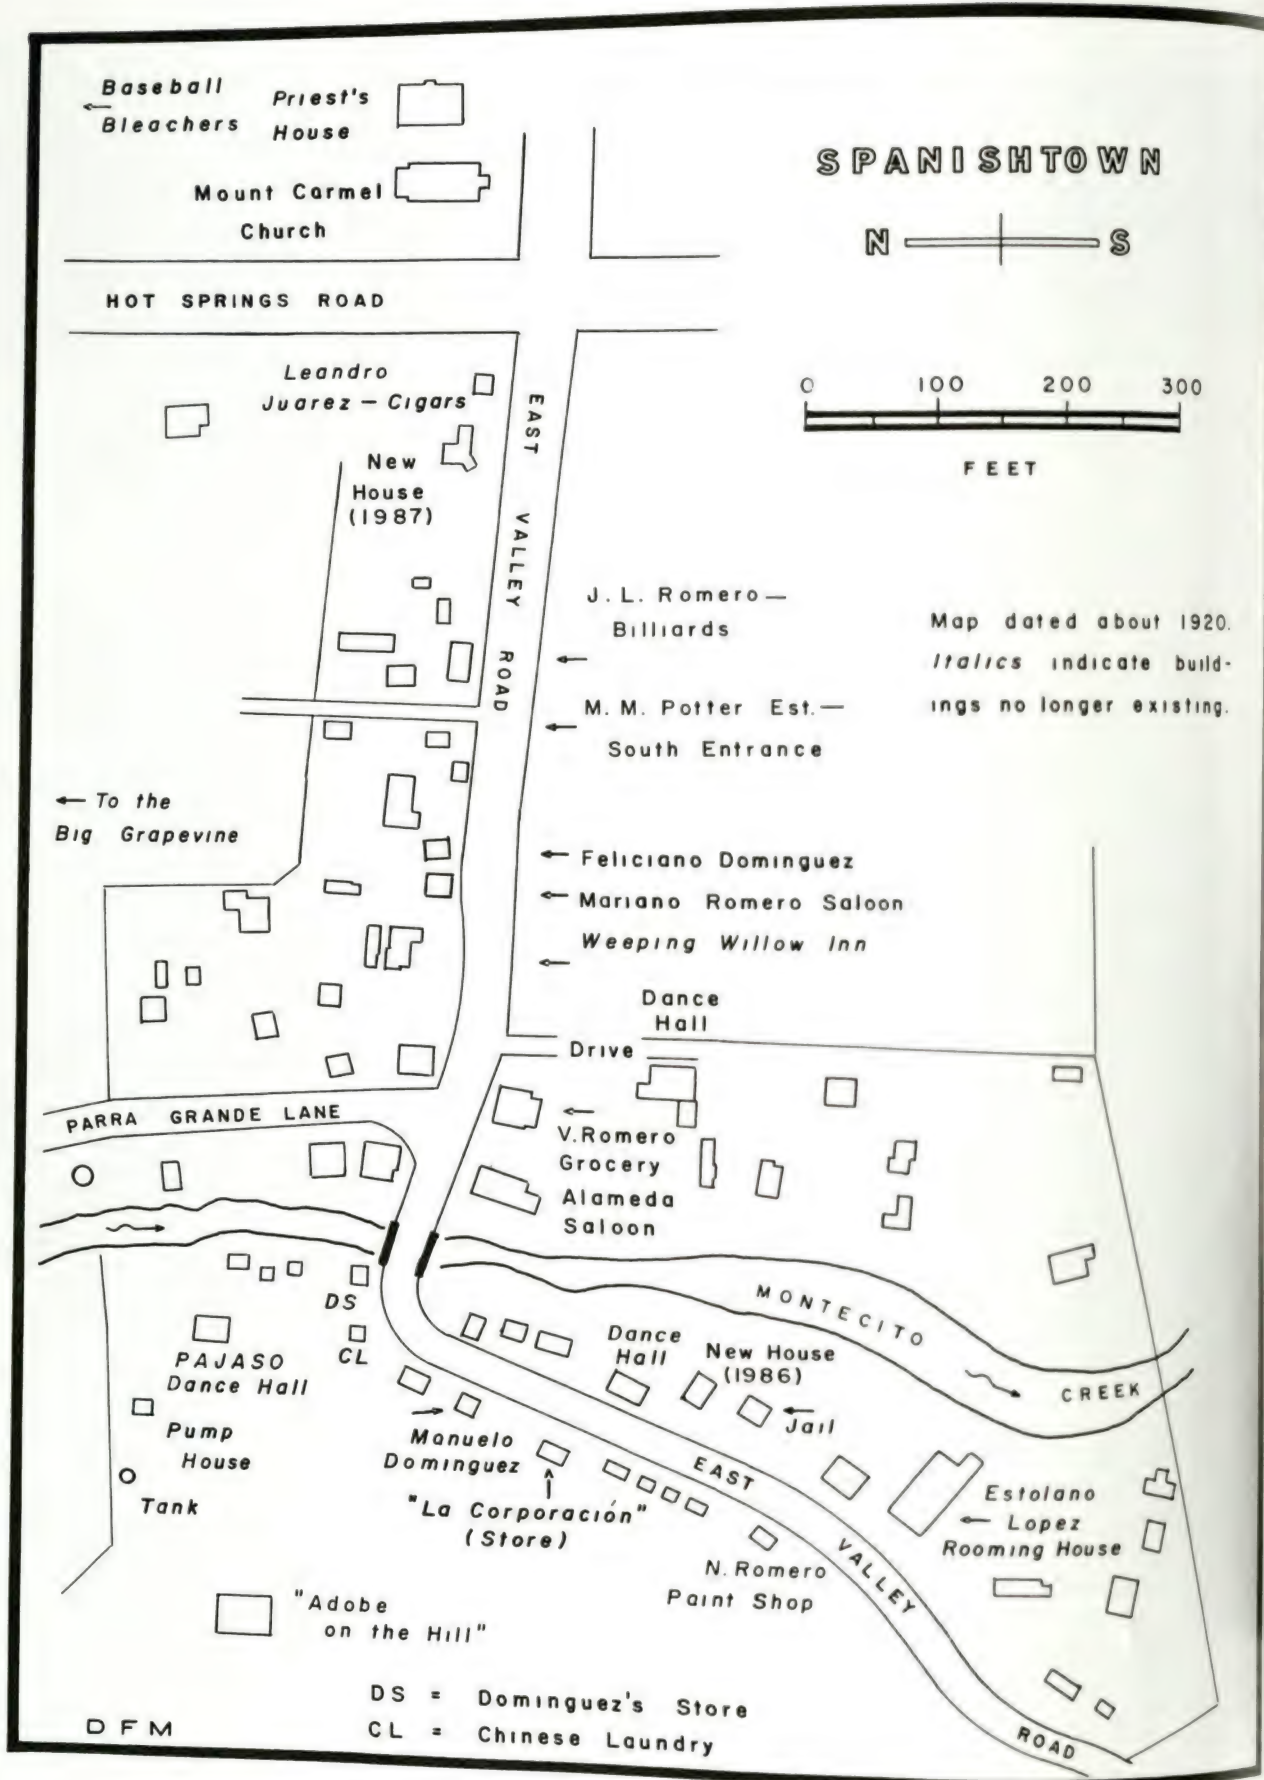 Baseball
Bleachers
Priest's
House
Mount Carmel
Church
SPANISHTOWN
N S
HOT SPRINGS ROAD
Leandro
Juarez — Cigars
0 100 200 300
FEET
New
House
(1987)
EAST VALLEY ROAD
J. L. Romero —
Billiards
Map dated about 1920.
Italics indicate build-
ings no longer existing.
M. M. Potter Est. —
South Entrance
To the
Big Grapevine
Feliciano Dominguez
Mariano Romero Saloon
Weeping Willow Inn
Dance
Hall
Drive
PARRA GRANDE LANE
V. Romero
Grocery
Alameda
Saloon
MONTECITO
CREEK
DS
CL
PAJASO
Dance Hall
Dance
Hall
New House
(1986)
Jail
Pump
House
Tank
Manuelo
Dominguez
"La Corporación"
(Store)
EAST
VALLEY
ROAD
Estolano
Lopez
Rooming House
N. Romero
Paint Shop
"Adobe
on the Hill"
DS = Dominguez's Store
CL = Chinese Laundry
DFM